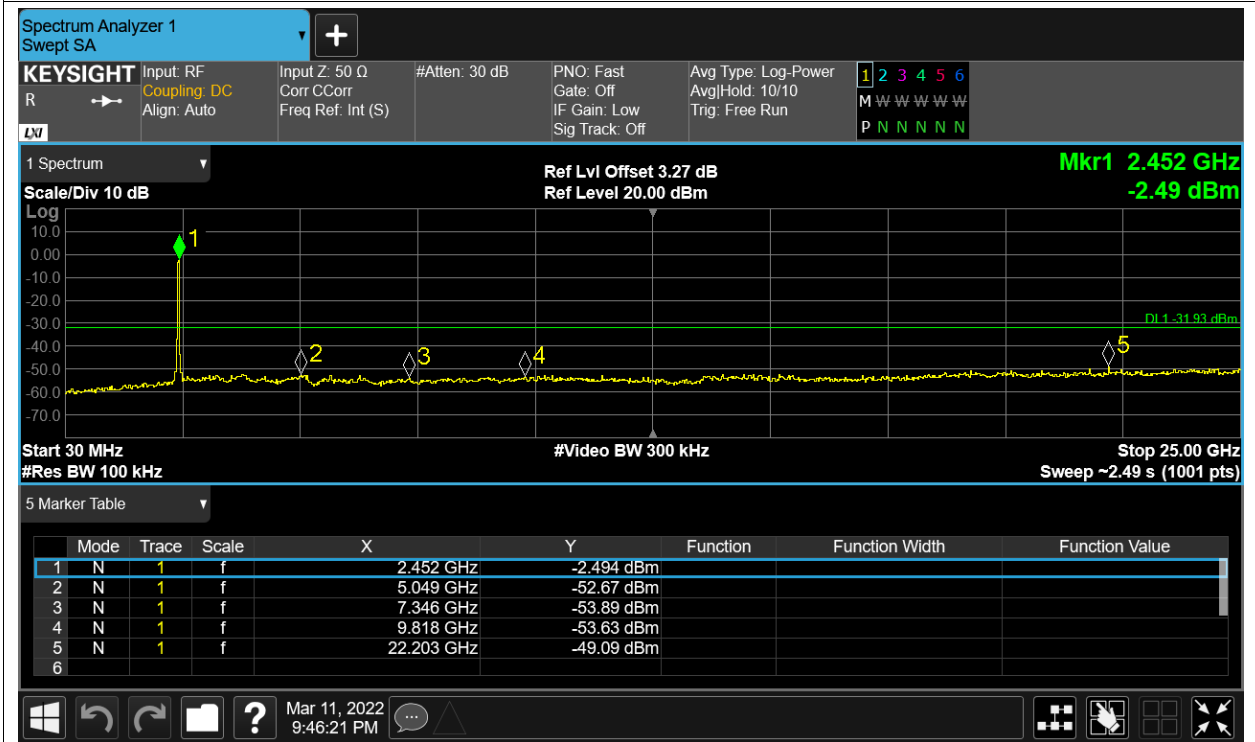 Spectrum Analyzer 1
Swept SA
+
KEYSIGHT
R
LXI
Input: RF
Coupling: DC
Align: Auto
Input Z: 50 Ω
Corr CCorr
Freq Ref: Int (S)
#Atten: 30 dB
PNO: Fast
Gate: Off
IF Gain: Low
Sig Track: Off
Avg Type: Log-Power
Avg|Hold: 10/10
Trig: Free Run
1 2 3 4 5 6
M W W W W W
P N N N N N
1 Spectrum
Scale/Div 10 dB
Ref Lvl Offset 3.27 dB
Ref Level 20.00 dBm
Mkr1 2.452 GHz
-2.49 dBm
Log
10.0
0.00
-10.0
-20.0
-30.0
-40.0
-50.0
-60.0
-70.0
1
2
3
4
5
DL1 -31.93 dBm
Start 30 MHz
#Res BW 100 kHz
#Video BW 300 kHz
Stop 25.00 GHz
Sweep ~2.49 s (1001 pts)
5 Marker Table
Mode Trace Scale X Y Function Function Width Function Value
1 N 1 f 2.452 GHz -2.494 dBm
2 N 1 f 5.049 GHz -52.67 dBm
3 N 1 f 7.346 GHz -53.89 dBm
4 N 1 f 9.818 GHz -53.63 dBm
5 N 1 f 22.203 GHz -49.09 dBm
6
?
Mar 11, 2022
9:46:21 PM